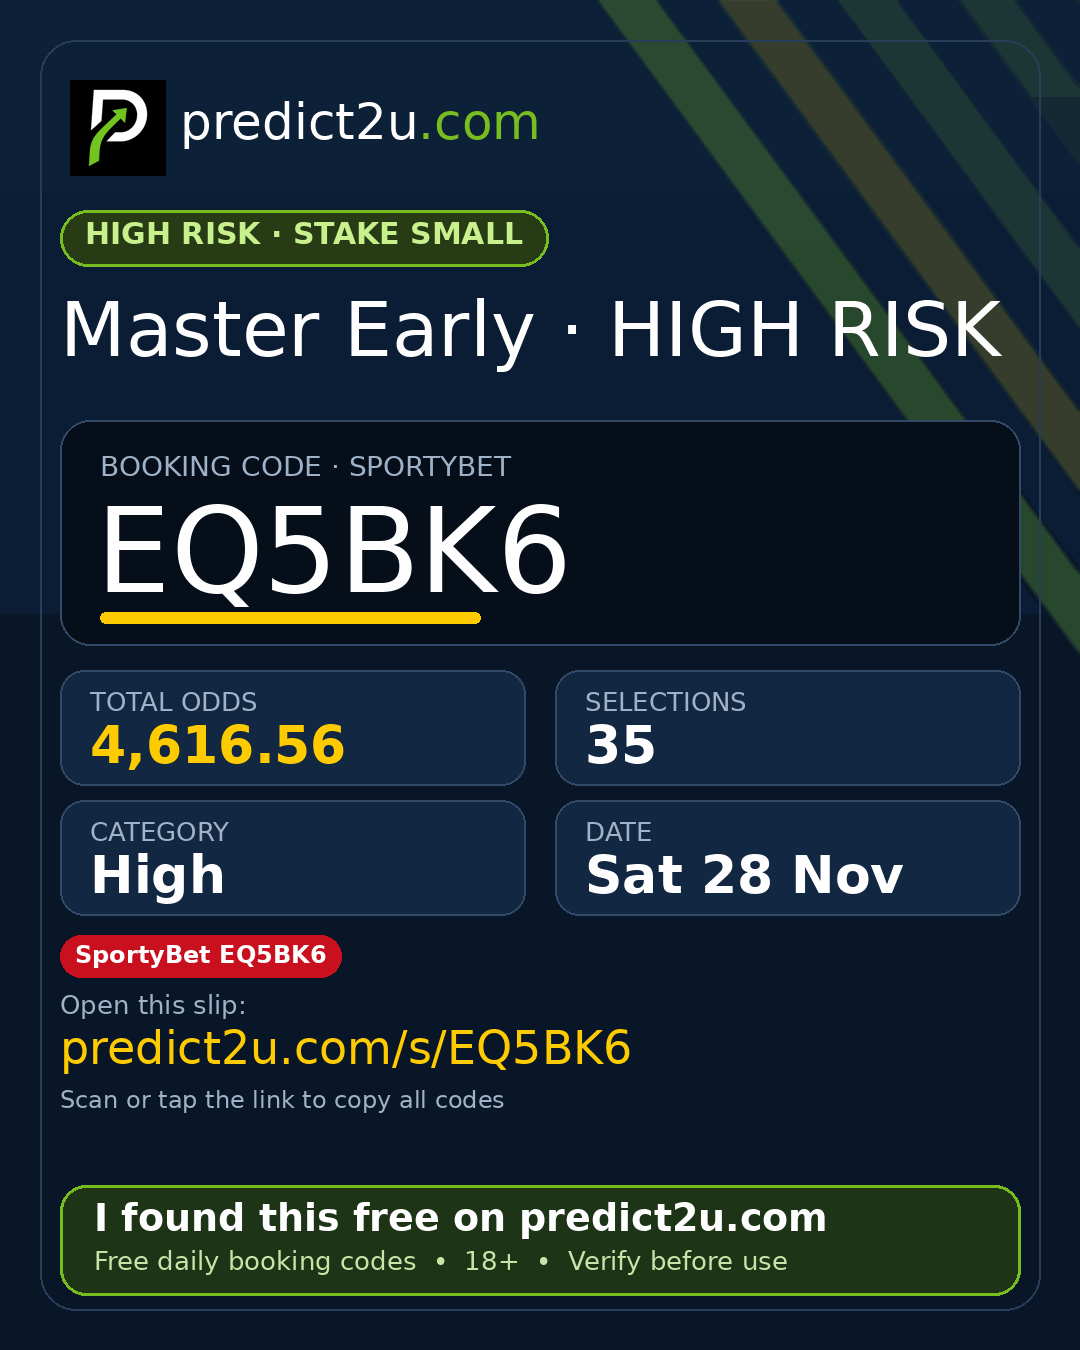 predict2u.com
HIGH RISK · STAKE SMALL
Master Early · HIGH RISK
BOOKING CODE · SPORTYBET
EQ5BK6
TOTAL ODDS
4,616.56
SELECTIONS
35
CATEGORY
High
DATE
Sat 28 Nov
SportyBet EQ5BK6
Open this slip:
predict2u.com/s/EQ5BK6
Scan or tap the link to copy all codes
I found this free on predict2u.com
Free daily booking codes • 18+ • Verify before use